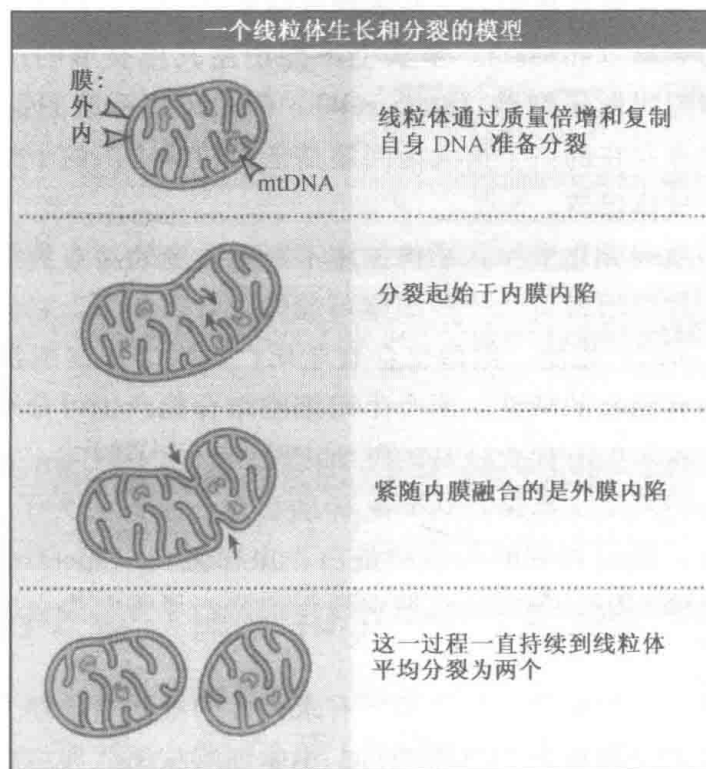 一个线粒体生长和分裂的模型
膜：
外
内
mtDNA
线粒体通过质量倍增和复制
自身 DNA 准备分裂
分裂起始于内膜内陷
紧随内膜融合的是外膜内陷
这一过程一直持续到线粒体
平均分裂为两个